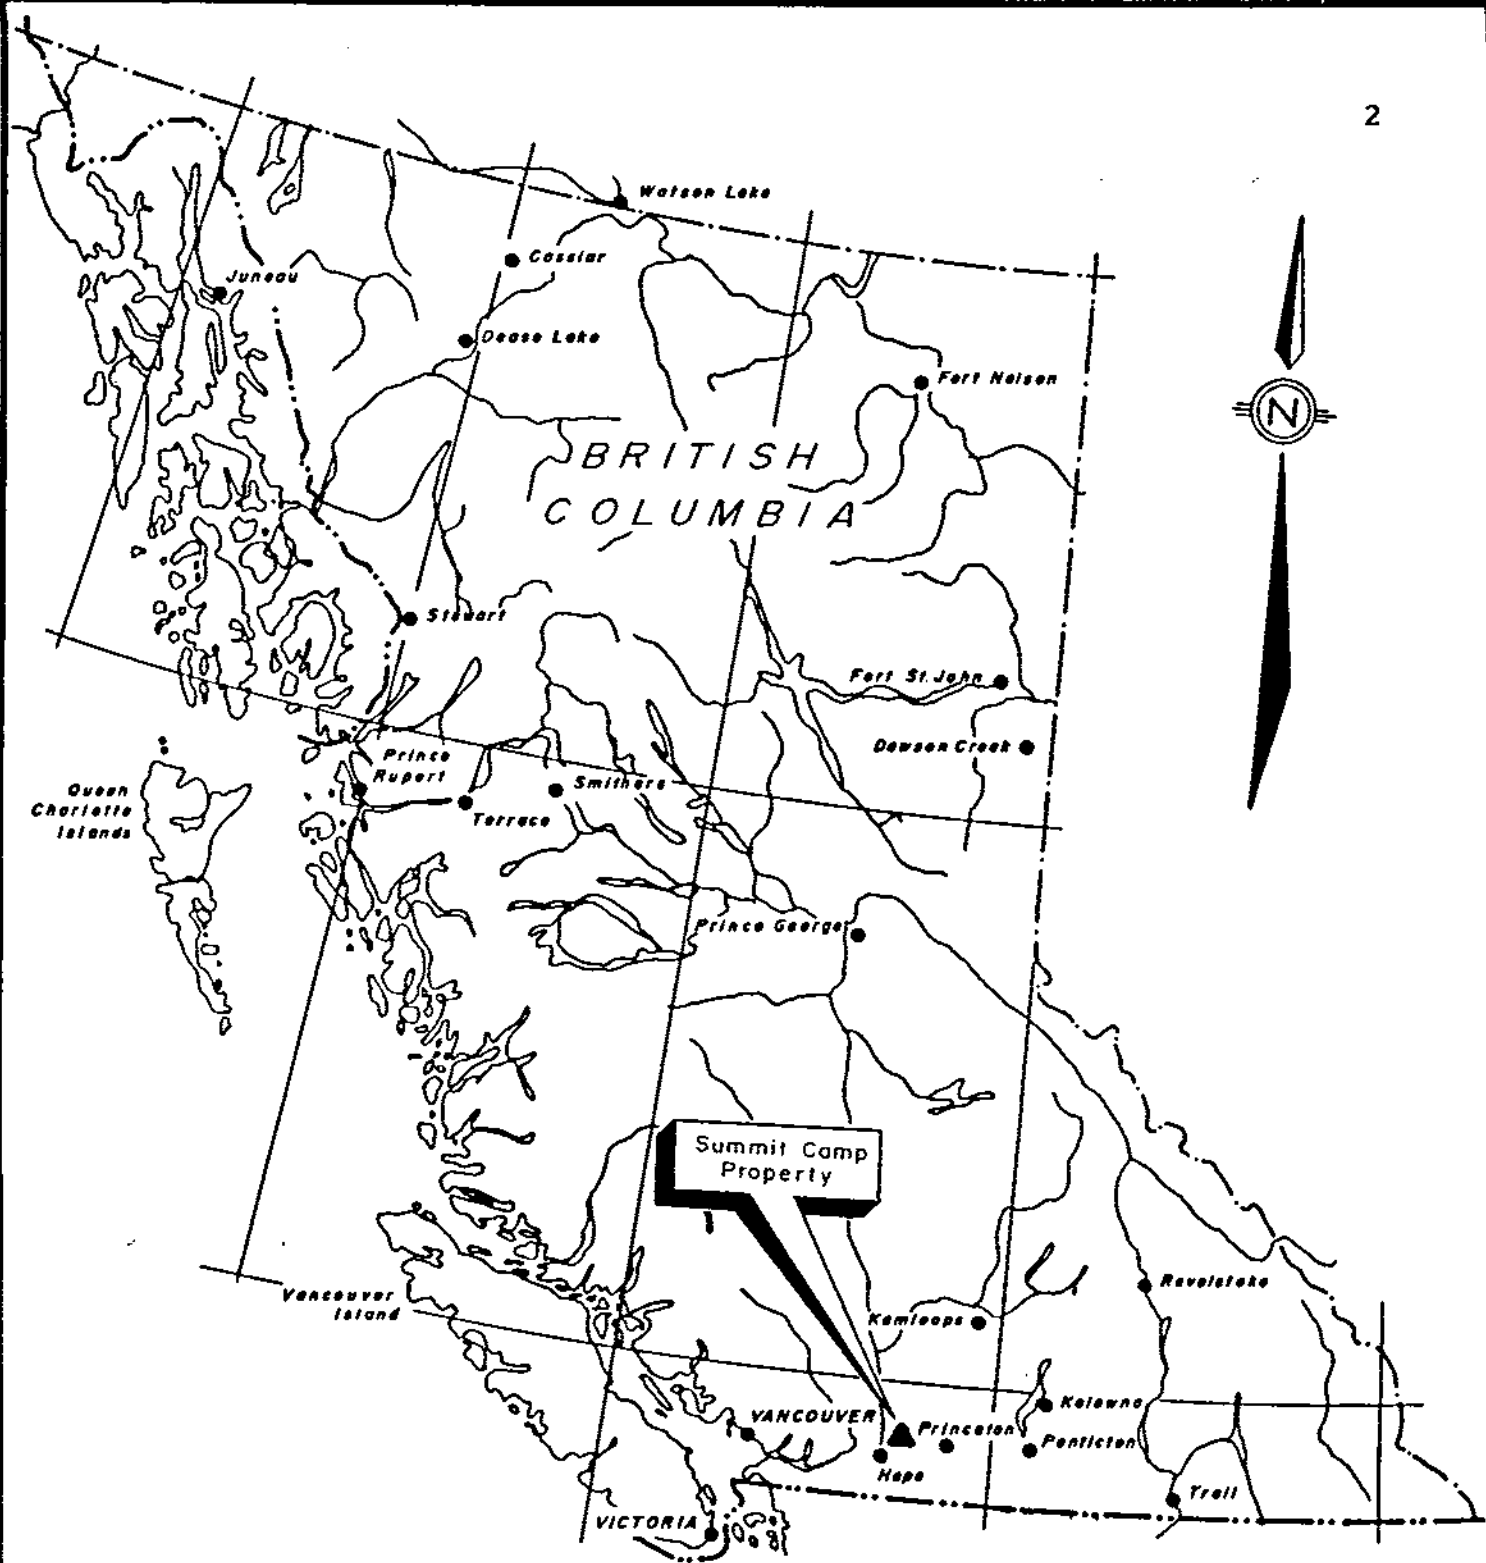 2
Watson Lake
Cassiar
Juneau
Dease Lake
Fort Nelson
N
BRITISH
COLUMBIA
Stewart
Fort St. John
Dawson Creek
Prince
Rupert
Smithers
Queen
Charlotte
Islands
Terrace
Prince George
Summit Camp
Property
Revelstoke
Vancouver
Island
Kamloops
Kelowna
VANCOUVER
Princeton
Penticton
Hope
Trail
VICTORIA